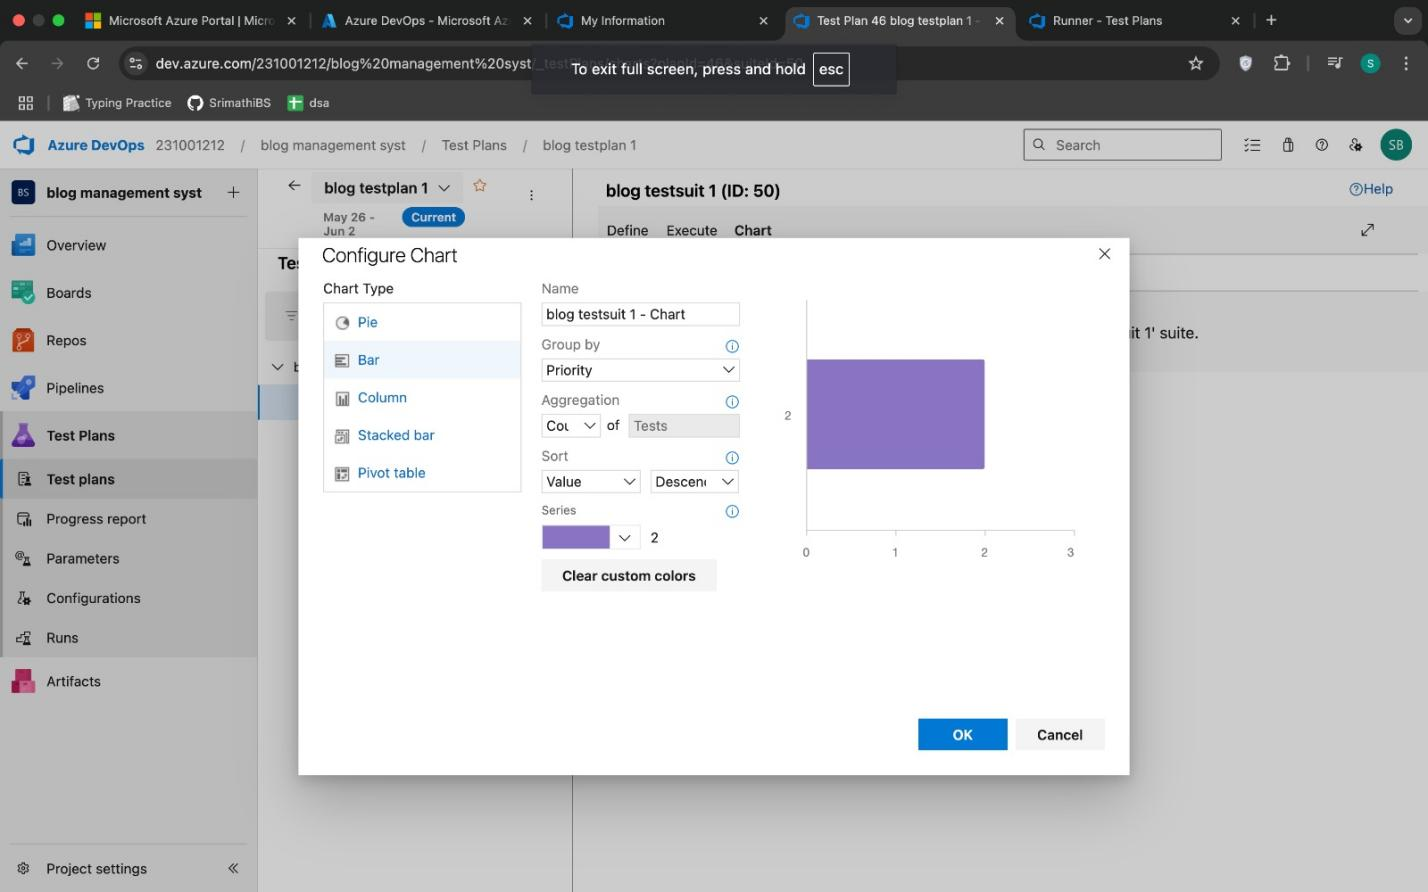 Microsoft Azure Portal | Micro
Azure DevOps - Microsoft Az
My Information
Test Plan 46 blog testplan 1 -
Runner - Test Plans
dev.azure.com/231001212/blog%20management%20syst/
To exit full screen, press and hold esc
S
Typing Practice
SrimathiBS
dsa
Azure DevOps 231001212 / blog management syst / Test Plans / blog testplan 1
Search
SB
BS blog management syst
Overview
Boards
Repos
Pipelines
Test Plans
Test plans
Progress report
Parameters
Configurations
Runs
Artifacts
Project settings
blog testplan 1
May 26 -
Jun 2
Current
blog testsuit 1 (ID: 50)
Help
Define Execute Chart
it 1' suite.
Configure Chart
Chart Type
Pie
Bar
Column
Stacked bar
Pivot table
Name
blog testsuit 1 - Chart
Group by
Priority
Aggregation
Cou of Tests
Sort
Value Descen
Series
2
Clear custom colors
2
0 1 2 3
OK Cancel